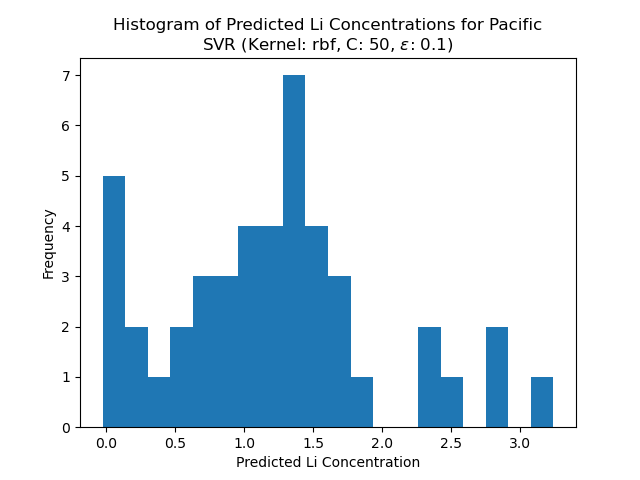 Histogram of Predicted Li Concentrations for Pacific
SVR (Kernel: rbf, C: 50, ε: 0.1)
7
6
5
4
3
2
1
0
Frequency
0.0 0.5 1.0 1.5 2.0 2.5 3.0
Predicted Li Concentration